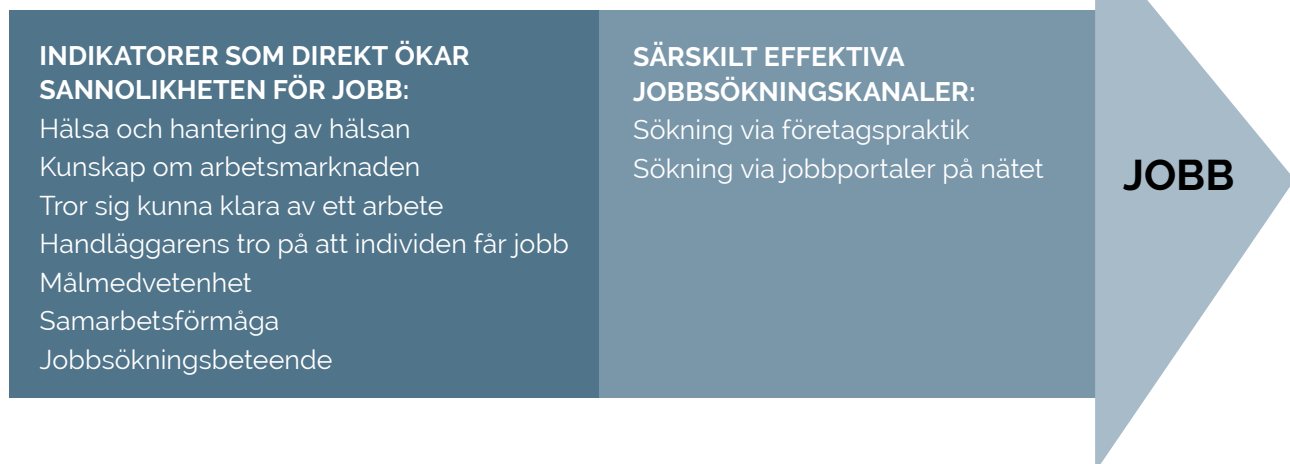 INDIKATORER SOM DIREKT ÖKAR
SANNOLIKHETEN FÖR JOBB:
Hälsa och hantering av hälsan
Kunskap om arbetsmarknaden
Tror sig kunna klara av ett arbete
Handläggarens tro på att individen får jobb
Målmedvetenhet
Samarbetsförmåga
Jobbsökningsbeteende
SÄRSKILT EFFEKTIVA
JOBBSÖKNINGSKANALER:
Sökning via företagspraktik
Sökning via jobbportaler på nätet
JOBB